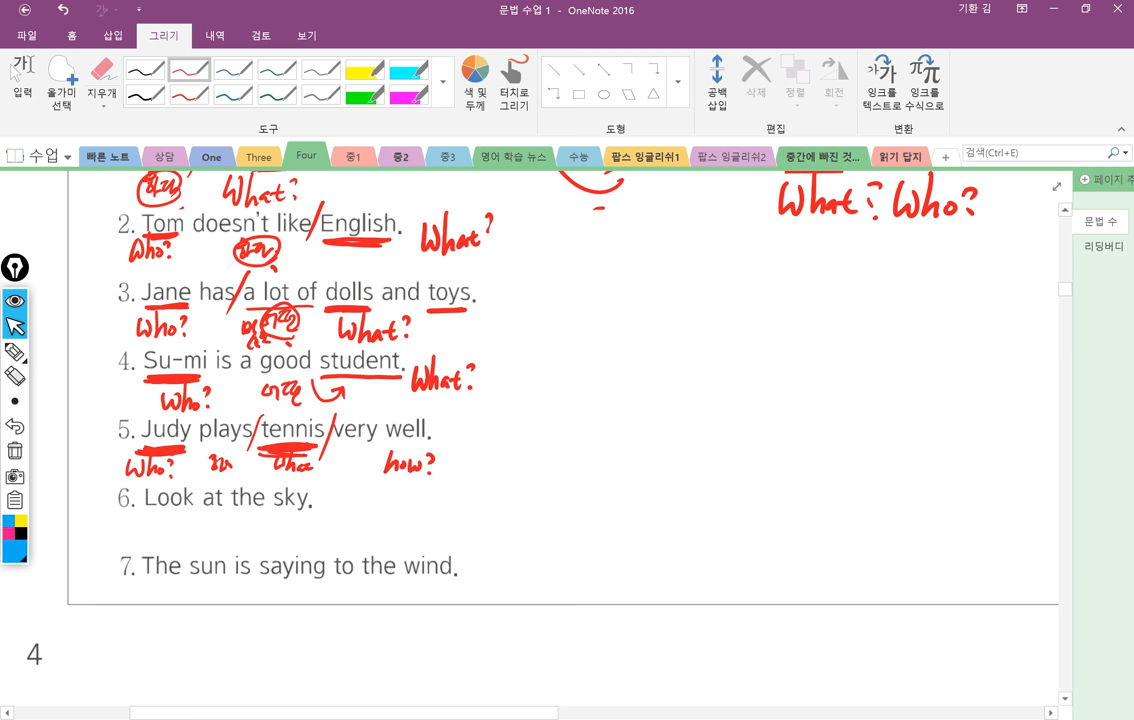 문법 수업 1 - OneNote 2016
기환 김
파일 홈 삽입 그리기 내역 검토 보기
입력
올가미 선택
지우개
색 및 두께
터치로 그리기
공백 삽입
삭제
정렬
회전
잉크를 텍스트로
잉크를 수식으로
도구 도형 편집 변환
수업 빠른 노트 상담 One Three Four 중1 중2 중3 영어 학습 뉴스 수능 팝스 잉글리쉬1 팝스 잉글리쉬2 중간에 빠진 것... 읽기 답지 검색(Ctrl+E)
페이지 추
문법 수
리딩버디
What? What? Who?
2. Tom doesn't like/English. What?
Who?
3. Jane has/a lot of dolls and toys.
Who? What?
4. Su-mi is a good student. What?
Who?
5. Judy plays/tennis/very well.
Who? What how?
6. Look at the sky.
7. The sun is saying to the wind.
4